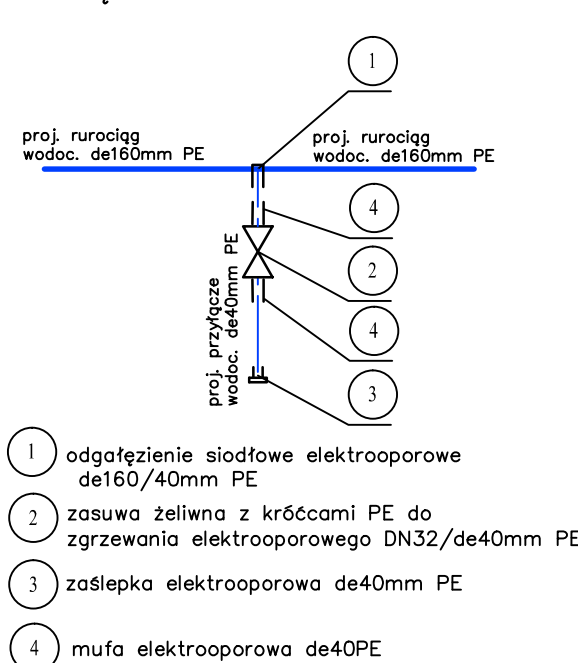 1
proj. rurociąg
wodoc. de160mm PE
proj. rurociąg
wodoc. de160mm PE
4
2
proj. przyłącze
wodoc. de40mm PE
4
3
1 odgałęzienie siodłowe elektrooporowe
de160/40mm PE
2 zasuwa żeliwna z króćcami PE do
zgrzewania elektrooporowego DN32/de40mm PE
3 zaślepka elektrooporowa de40mm PE
4 mufa elektrooporowa de40PE